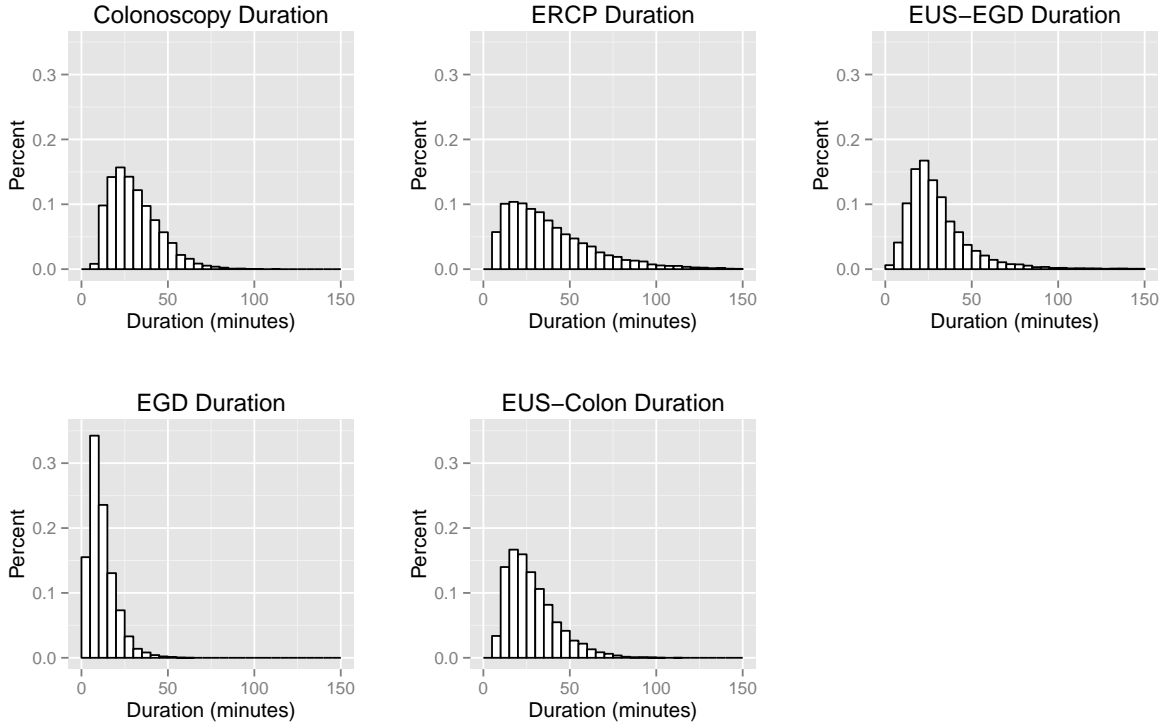 Colonoscopy Duration
0.3
0.2
0.1
0.0
Percent
0 50 100 150
Duration (minutes)
ERCP Duration
0.3
0.2
0.1
0.0
Percent
0 50 100 150
Duration (minutes)
EUS−EGD Duration
0.3
0.2
0.1
0.0
Percent
0 50 100 150
Duration (minutes)
EGD Duration
0.3
0.2
0.1
0.0
Percent
0 50 100 150
Duration (minutes)
EUS−Colon Duration
0.3
0.2
0.1
0.0
Percent
0 50 100 150
Duration (minutes)